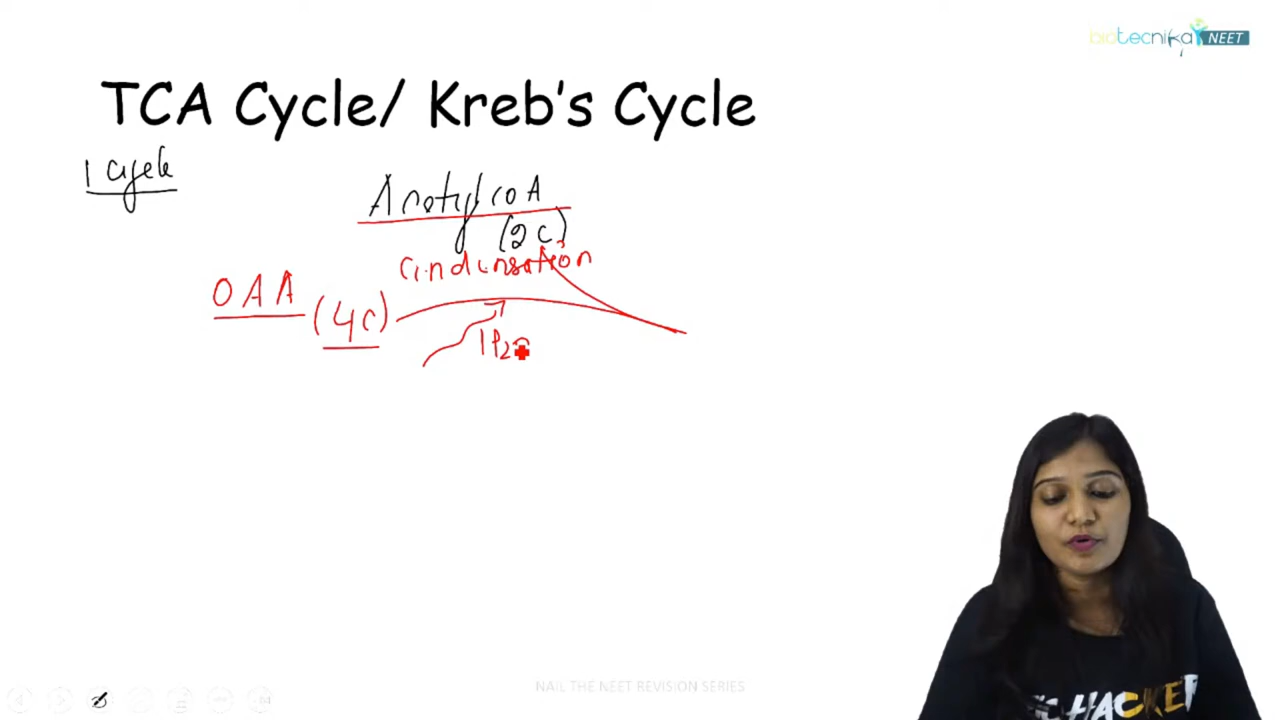 biotecnika NEET
TCA Cycle/ Kreb's Cycle
1 cycle
Acetyl coA
(2C)
condensation
OAA (4C)
NAIL THE NEET REVISION SERIES
HACKER